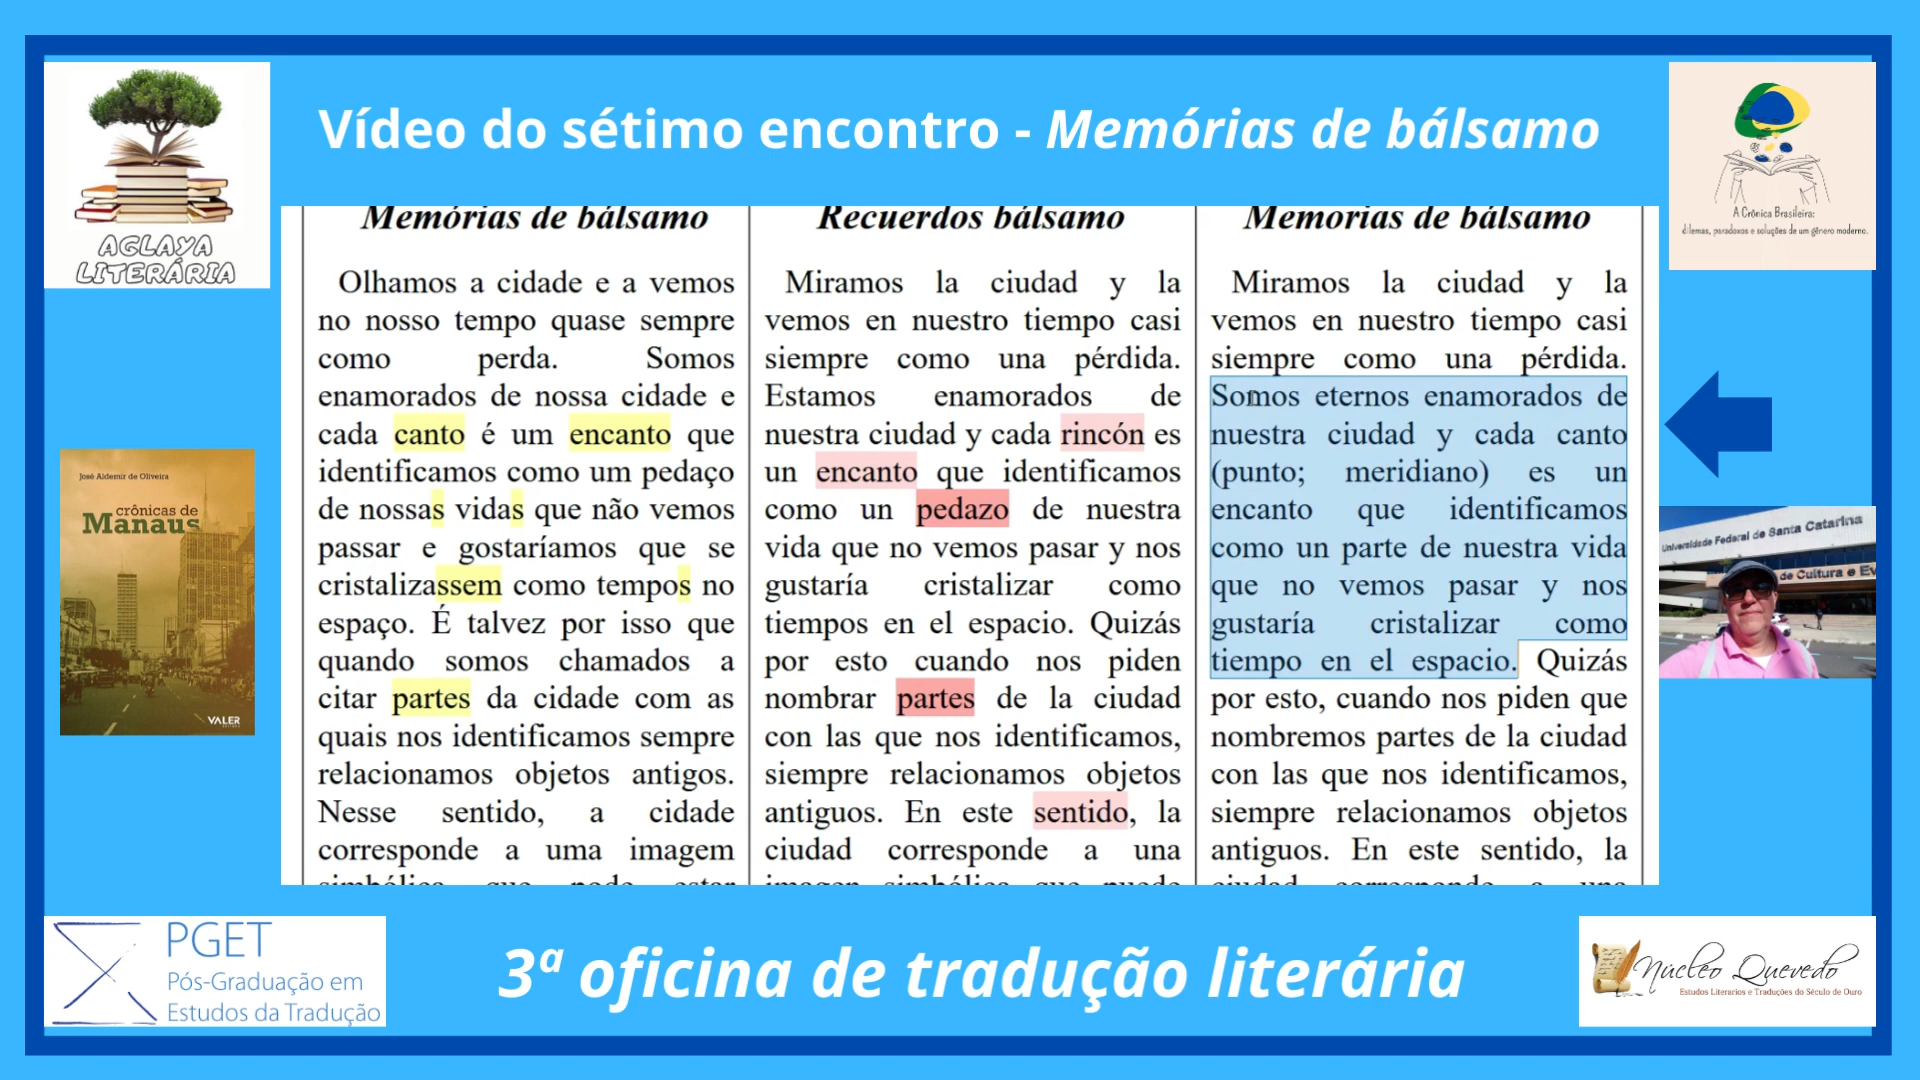 Vídeo do sétimo encontro - Memórias de bálsamo
AGLAYA
LITERÁRIA
A Crônica Brasileira:
dilemas, paradoxos e soluções de um gênero moderno.
Memórias de bálsamo
Olhamos a cidade e a vemos
no nosso tempo quase sempre
como perda. Somos
enamorados de nossa cidade e
cada canto é um encanto que
identificamos como um pedaço
de nossas vidas que não vemos
passar e gostaríamos que se
cristalizassem como tempos no
espaço. É talvez por isso que
quando somos chamados a
citar partes da cidade com as
quais nos identificamos sempre
relacionamos objetos antigos.
Nesse sentido, a cidade
corresponde a uma imagem
simbólica que pode estar
Recuerdos bálsamo
Miramos la ciudad y la
vemos en nuestro tiempo casi
siempre como una pérdida.
Estamos enamorados de
nuestra ciudad y cada rincón es
un encanto que identificamos
como un pedazo de nuestra
vida que no vemos pasar y nos
gustaría cristalizar como
tiempos en el espacio. Quizás
por esto cuando nos piden
nombrar partes de la ciudad
con las que nos identificamos,
siempre relacionamos objetos
antiguos. En este sentido, la
ciudad corresponde a una
imagen simbólica que puede
Memorias de bálsamo
Miramos la ciudad y la
vemos en nuestro tiempo casi
siempre como una pérdida.
Somos eternos enamorados de
nuestra ciudad y cada canto
(punto; meridiano) es un
encanto que identificamos
como un parte de nuestra vida
que no vemos pasar y nos
gustaría cristalizar como
tiempo en el espacio. Quizás
por esto, cuando nos piden que
nombremos partes de la ciudad
con las que nos identificamos,
siempre relacionamos objetos
antiguos. En este sentido, la
ciudad corresponde a una
José Aldemir de Oliveira
crônicas de
Manaus
VALER
Universidade Federal de Santa Catarina
de Cultura e Ev
PGET
Pós-Graduação em
Estudos da Tradução
3ª oficina de tradução literária
Núcleo Quevedo
Estudos Literarios e Traduções do Século de Ouro